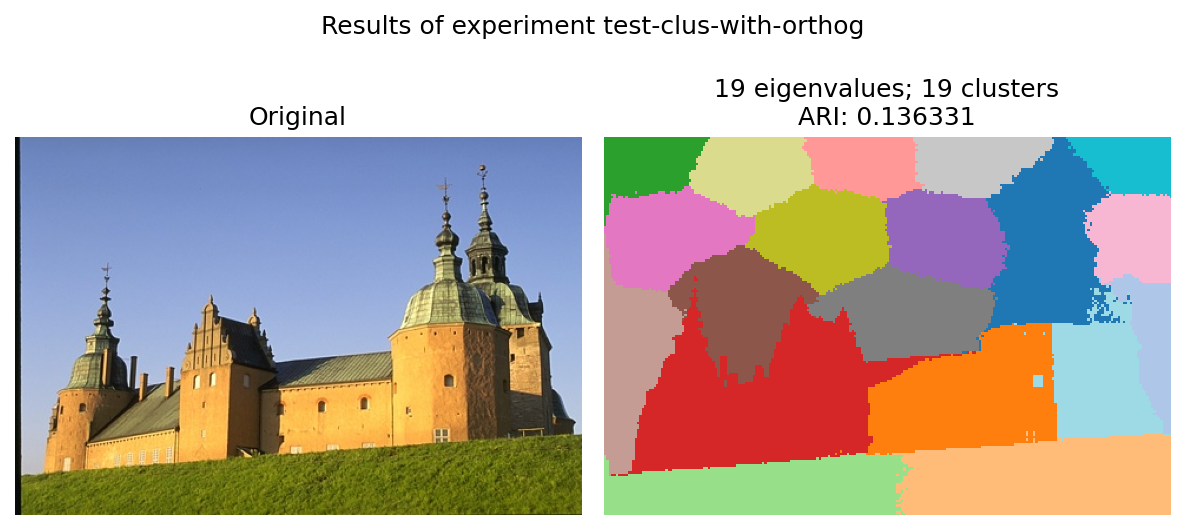 Results of experiment test-clus-with-orthog
Original
19 eigenvalues; 19 clusters
ARI: 0.136331